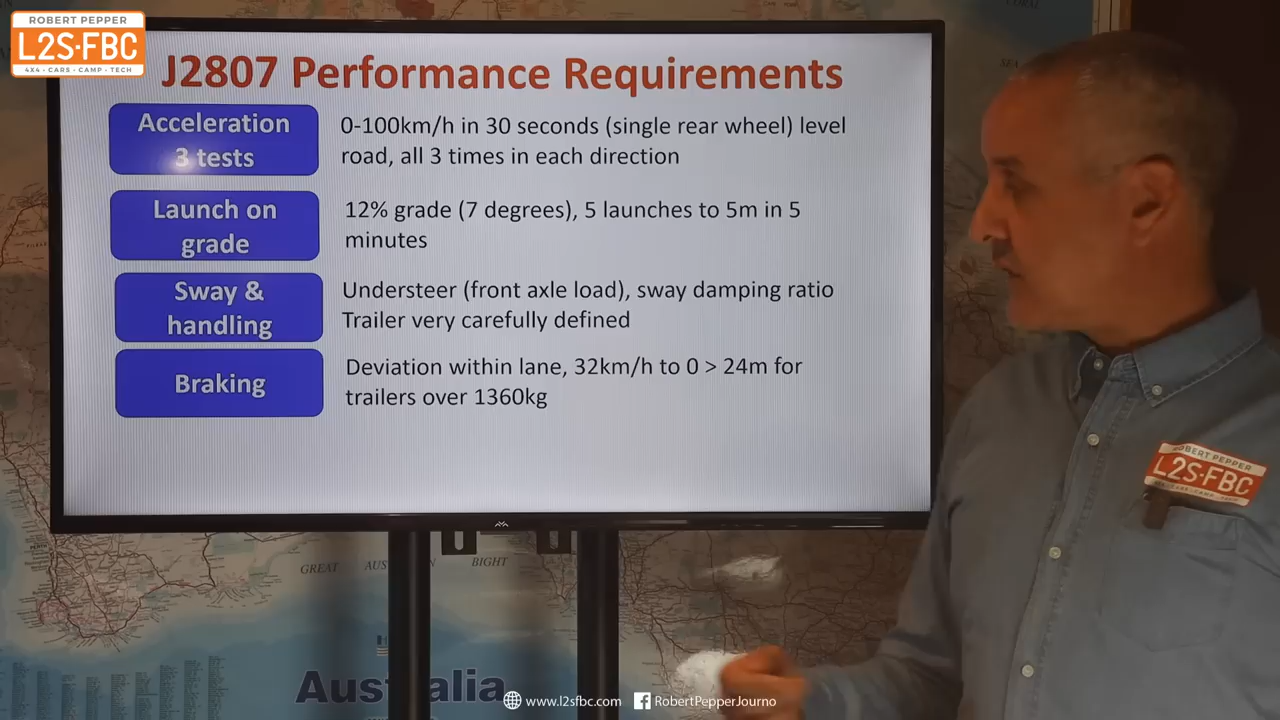 ROBERT PEPPER
L2S·FBC
4X4 · CARS · CAMP · TECH
J2807 Performance Requirements
Acceleration
3 tests
0-100km/h in 30 seconds (single rear wheel) level
road, all 3 times in each direction
Launch on
grade
12% grade (7 degrees), 5 launches to 5m in 5
minutes
Sway &
handling
Understeer (front axle load), sway damping ratio
Trailer very carefully defined
Braking
Deviation within lane, 32km/h to 0 > 24m for
trailers over 1360kg
ROBERT PEPPER
L2S·FBC
GREAT AUS N BIGHT
Australia
www.l2sfbc.com RobertPepperJourno